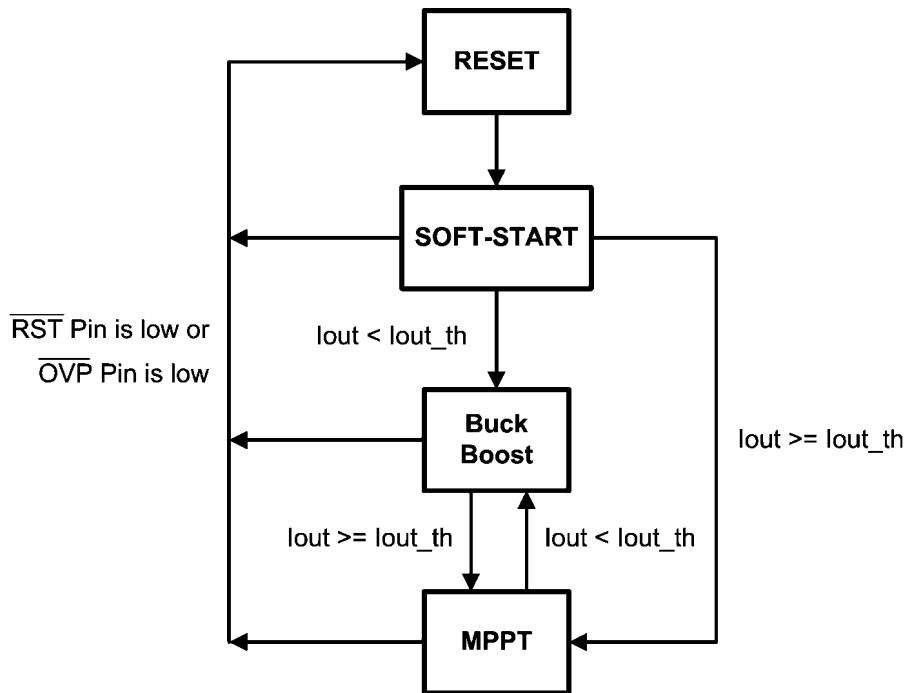 RESET
SOFT-START
RST Pin is low or
OVP Pin is low
Iout < Iout_th
Buck
Boost
Iout >= Iout_th
Iout >= Iout_th
Iout < Iout_th
MPPT